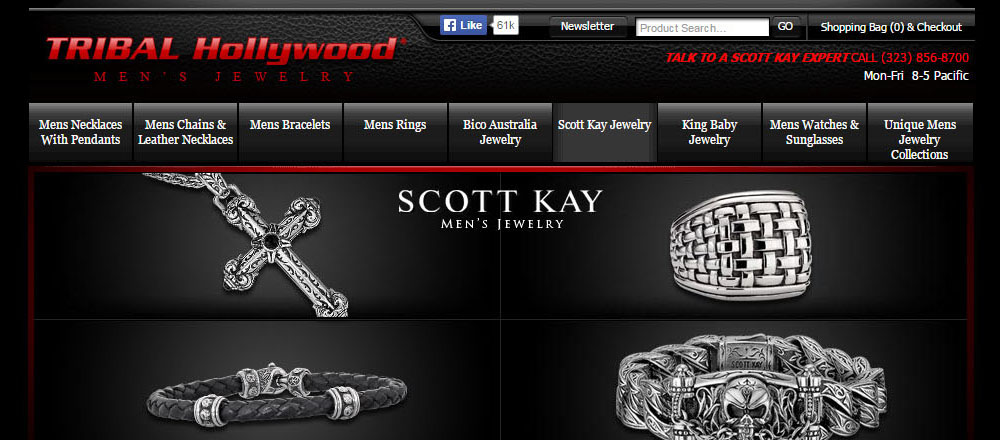 Like 61k Newsletter Product Search... GO Shopping Bag (0) & Checkout
TRIBAL Hollywood
MEN'S JEWELRY
TALK TO A SCOTT KAY EXPERT CALL (323) 856-8700
Mon-Fri 8-5 Pacific
Mens Necklaces
With Pendants
Mens Chains &
Leather Necklaces
Mens Bracelets
Mens Rings
Bico Australia
Jewelry
Scott Kay Jewelry
King Baby
Jewelry
Mens Watches &
Sunglasses
Unique Mens
Jewelry
Collections
SCOTT KAY
MEN'S JEWELRY
SCOTT KAY